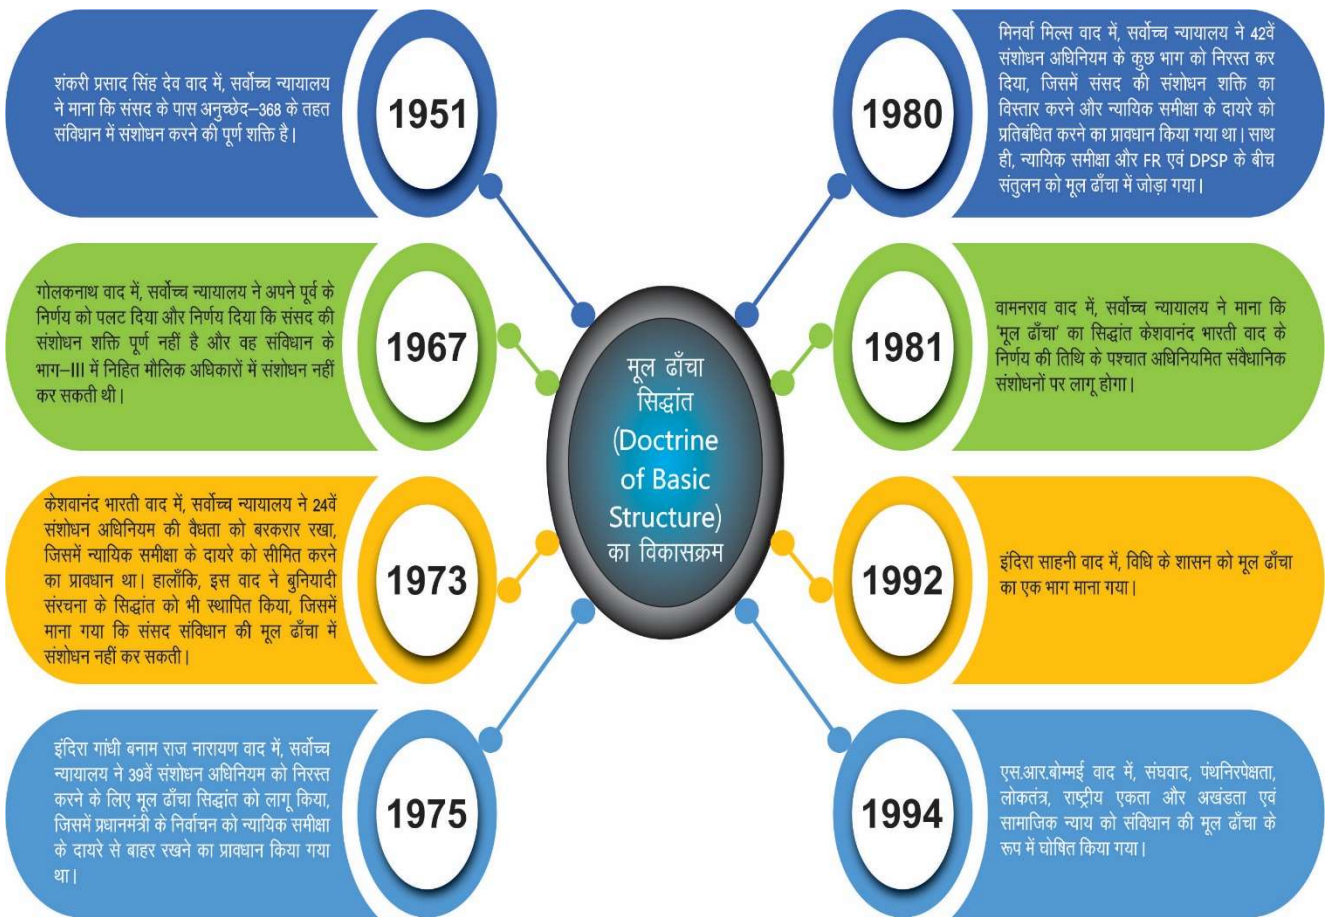 शंकरी प्रसाद सिंह देव वाद में, सर्वोच्च न्यायालय
ने माना कि संसद के पास अनुच्छेद–368 के तहत
संविधान में संशोधन करने की पूर्ण शक्ति है।
1951
गोलकनाथ वाद में, सर्वोच्च न्यायालय ने अपने पूर्व के
निर्णय को पलट दिया और निर्णय दिया कि संसद की
संशोधन शक्ति पूर्ण नहीं है और वह संविधान के
भाग–III में निहित मौलिक अधिकारों में संशोधन नहीं
कर सकती थी।
1967
केशवानंद भारती वाद में, सर्वोच्च न्यायालय ने 24वें
संशोधन अधिनियम की वैधता को बरकरार रखा,
जिसमें न्यायिक समीक्षा के दायरे को सीमित करने
का प्रावधान था। हालाँकि, इस वाद ने बुनियादी
संरचना के सिद्धांत को भी स्थापित किया, जिसमें
माना गया कि संसद संविधान की मूल ढाँचा में
संशोधन नहीं कर सकती।
1973
इंदिरा गांधी बनाम राज नारायण वाद में, सर्वोच्च
न्यायालय ने 39वें संशोधन अधिनियम को निरस्त
करने के लिए मूल ढाँचा सिद्धांत को लागू किया,
जिसमें प्रधानमंत्री के निर्वाचन को न्यायिक समीक्षा
के दायरे से बाहर रखने का प्रावधान किया गया
था।
1975
मूल ढाँचा
सिद्धांत
(Doctrine
of Basic
Structure)
का विकासक्रम
1980
मिनर्वा मिल्स वाद में, सर्वोच्च न्यायालय ने 42वें
संशोधन अधिनियम के कुछ भाग को निरस्त कर
दिया, जिसमें संसद की संशोधन शक्ति का
विस्तार करने और न्यायिक समीक्षा के दायरे को
प्रतिबंधित करने का प्रावधान किया गया था। साथ
ही, न्यायिक समीक्षा और FR एवं DPSP के बीच
संतुलन को मूल ढाँचा में जोड़ा गया।
1981
वामनराव वाद में, सर्वोच्च न्यायालय ने माना कि
'मूल ढाँचा' का सिद्धांत केशवानंद भारती वाद के
निर्णय की तिथि के पश्चात अधिनियमित संवैधानिक
संशोधनों पर लागू होगा।
1992
इंदिरा साहनी वाद में, विधि के शासन को मूल ढाँचा
का एक भाग माना गया।
1994
एस.आर.बोम्मई वाद में, संघवाद, पंथनिरपेक्षता,
लोकतंत्र, राष्ट्रीय एकता और अखंडता एवं
सामाजिक न्याय को संविधान की मूल ढाँचा के
रूप में घोषित किया गया।